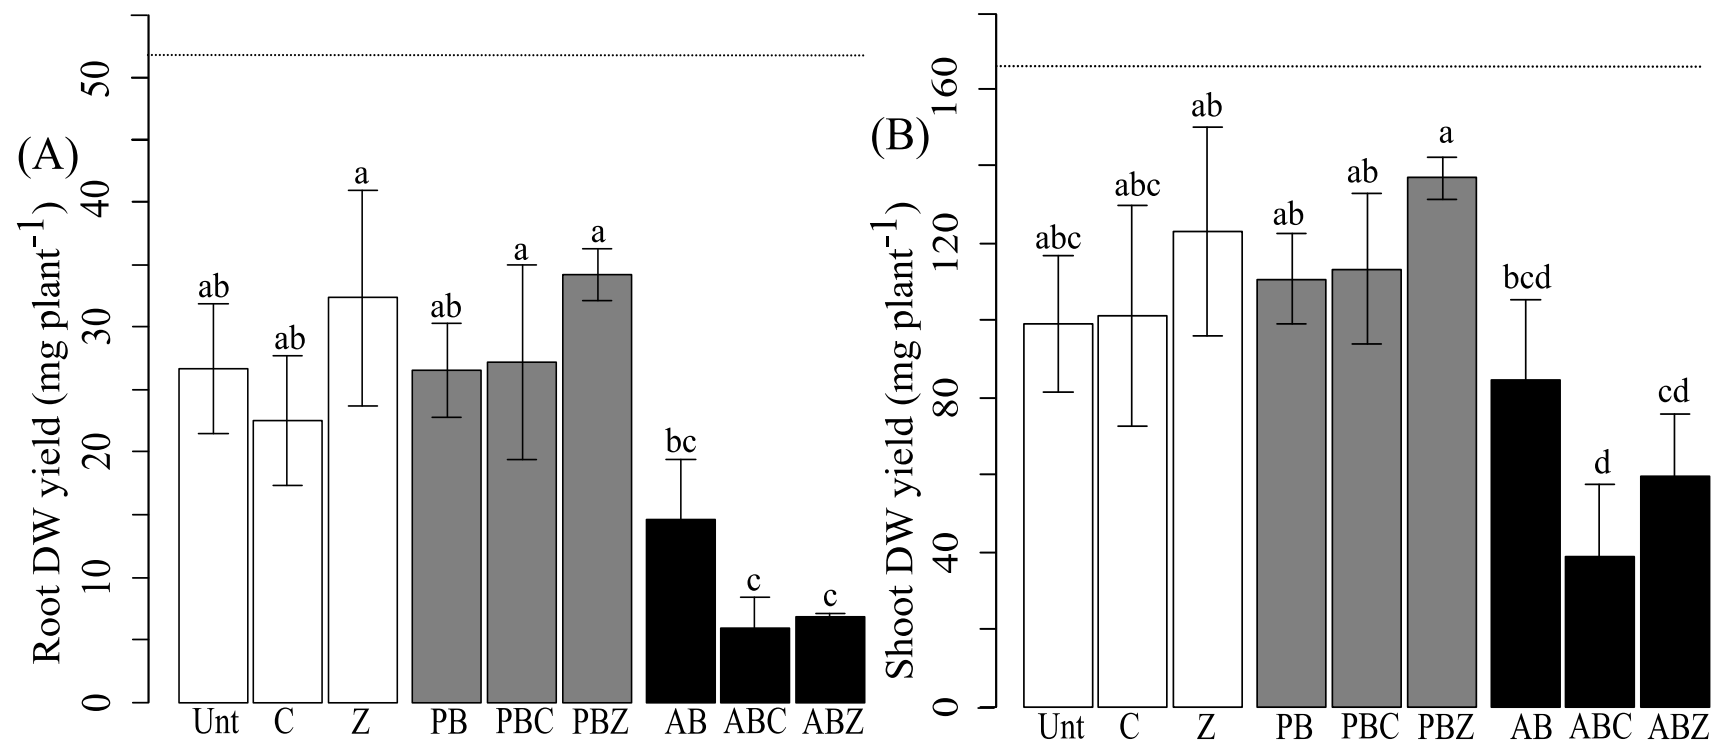 (A)
Root DW yield (mg plant⁻¹)
50
40
30
20
10
0
ab
ab
a
ab
a
a
bc
c
c
Unt C Z PB PBC PBZ AB ABC ABZ
(B)
Shoot DW yield (mg plant⁻¹)
160
120
80
40
0
abc
abc
ab
ab
ab
a
bcd
d
cd
Unt C Z PB PBC PBZ AB ABC ABZ